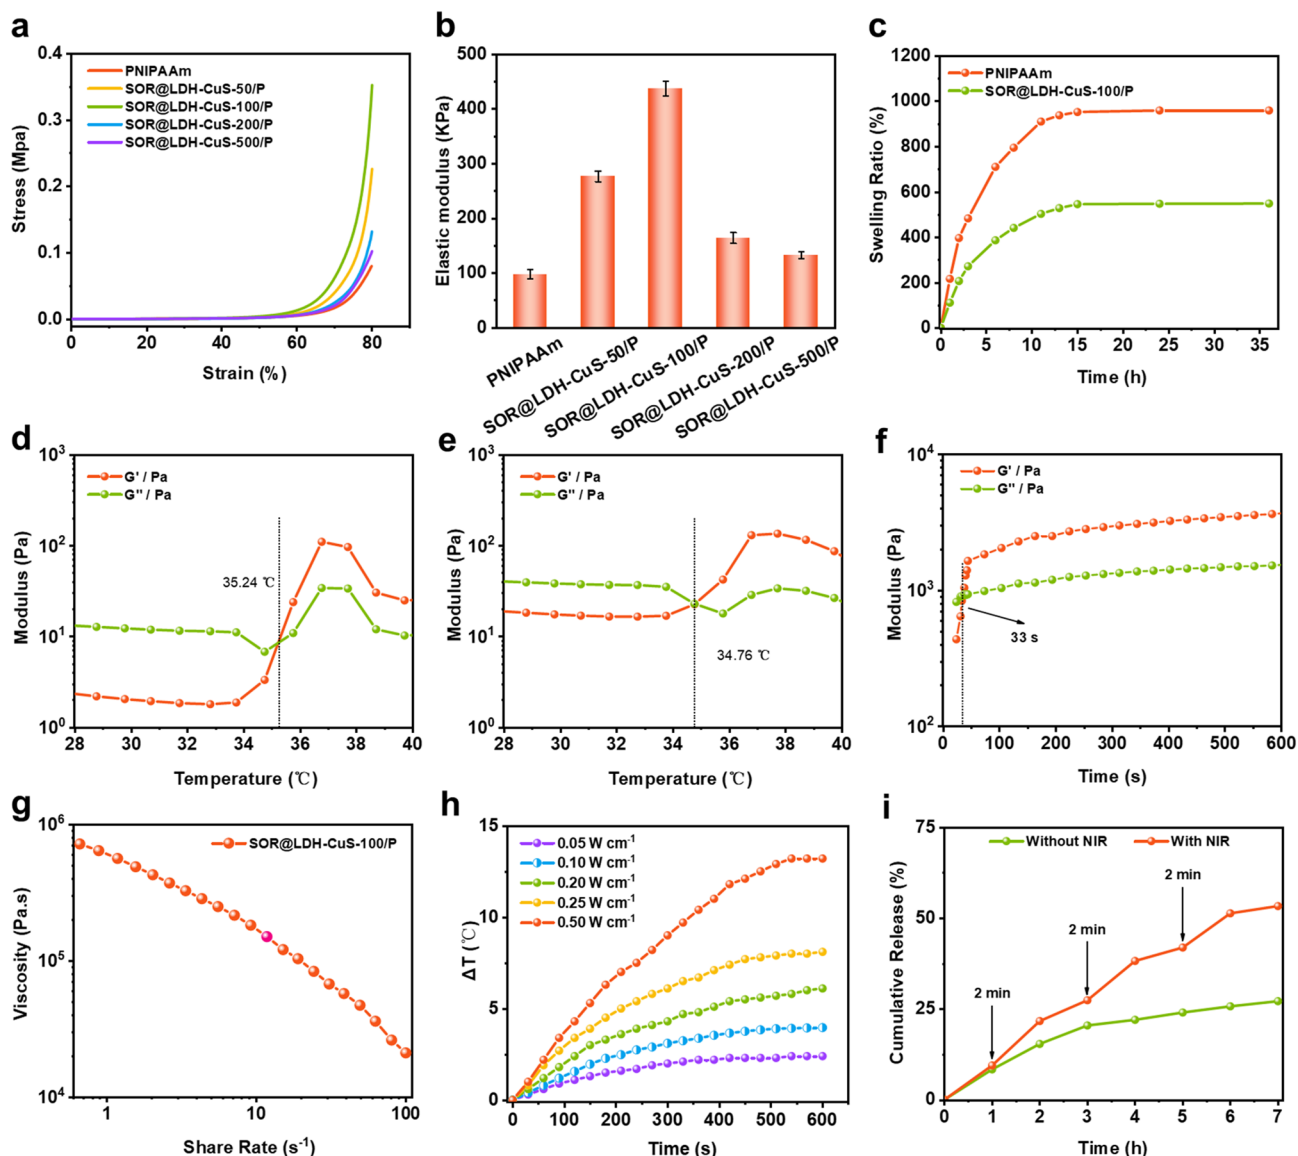 a
0.4
0.3
0.2
0.1
0.0
Stress (Mpa)
PNIPAAm
SOR@LDH-CuS-50/P
SOR@LDH-CuS-100/P
SOR@LDH-CuS-200/P
SOR@LDH-CuS-500/P
0 20 40 60 80
Strain (%)
b
500
400
300
200
100
0
Elastic modulus (KPa)
PNIPAAm
SOR@LDH-CuS-50/P
SOR@LDH-CuS-100/P
SOR@LDH-CuS-200/P
SOR@LDH-CuS-500/P
c
1200
1000
800
600
400
200
0
Swelling Ratio (%)
PNIPAAm
SOR@LDH-CuS-100/P
0 5 10 15 20 25 30 35
Time (h)
d
10³
10²
10¹
10⁰
Modulus (Pa)
G' / Pa
G'' / Pa
35.24 ℃
28 30 32 34 36 38 40
Temperature (℃)
e
10³
10²
10¹
10⁰
Modulus (Pa)
G' / Pa
G'' / Pa
34.76 ℃
28 30 32 34 36 38 40
Temperature (℃)
f
10⁴
10³
10²
Modulus (Pa)
G' / Pa
G'' / Pa
33 s
0 100 200 300 400 500 600
Time (s)
g
10⁶
10⁵
10⁴
Viscosity (Pa.s)
SOR@LDH-CuS-100/P
1 10 100
Share Rate (s⁻¹)
h
15
10
5
0
ΔT (℃)
0.05 W cm⁻¹
0.10 W cm⁻¹
0.20 W cm⁻¹
0.25 W cm⁻¹
0.50 W cm⁻¹
0 100 200 300 400 500 600
Time (s)
i
75
50
25
0
Cumulative Release (%)
Without NIR With NIR
2 min
2 min
2 min
0 1 2 3 4 5 6 7
Time (h)